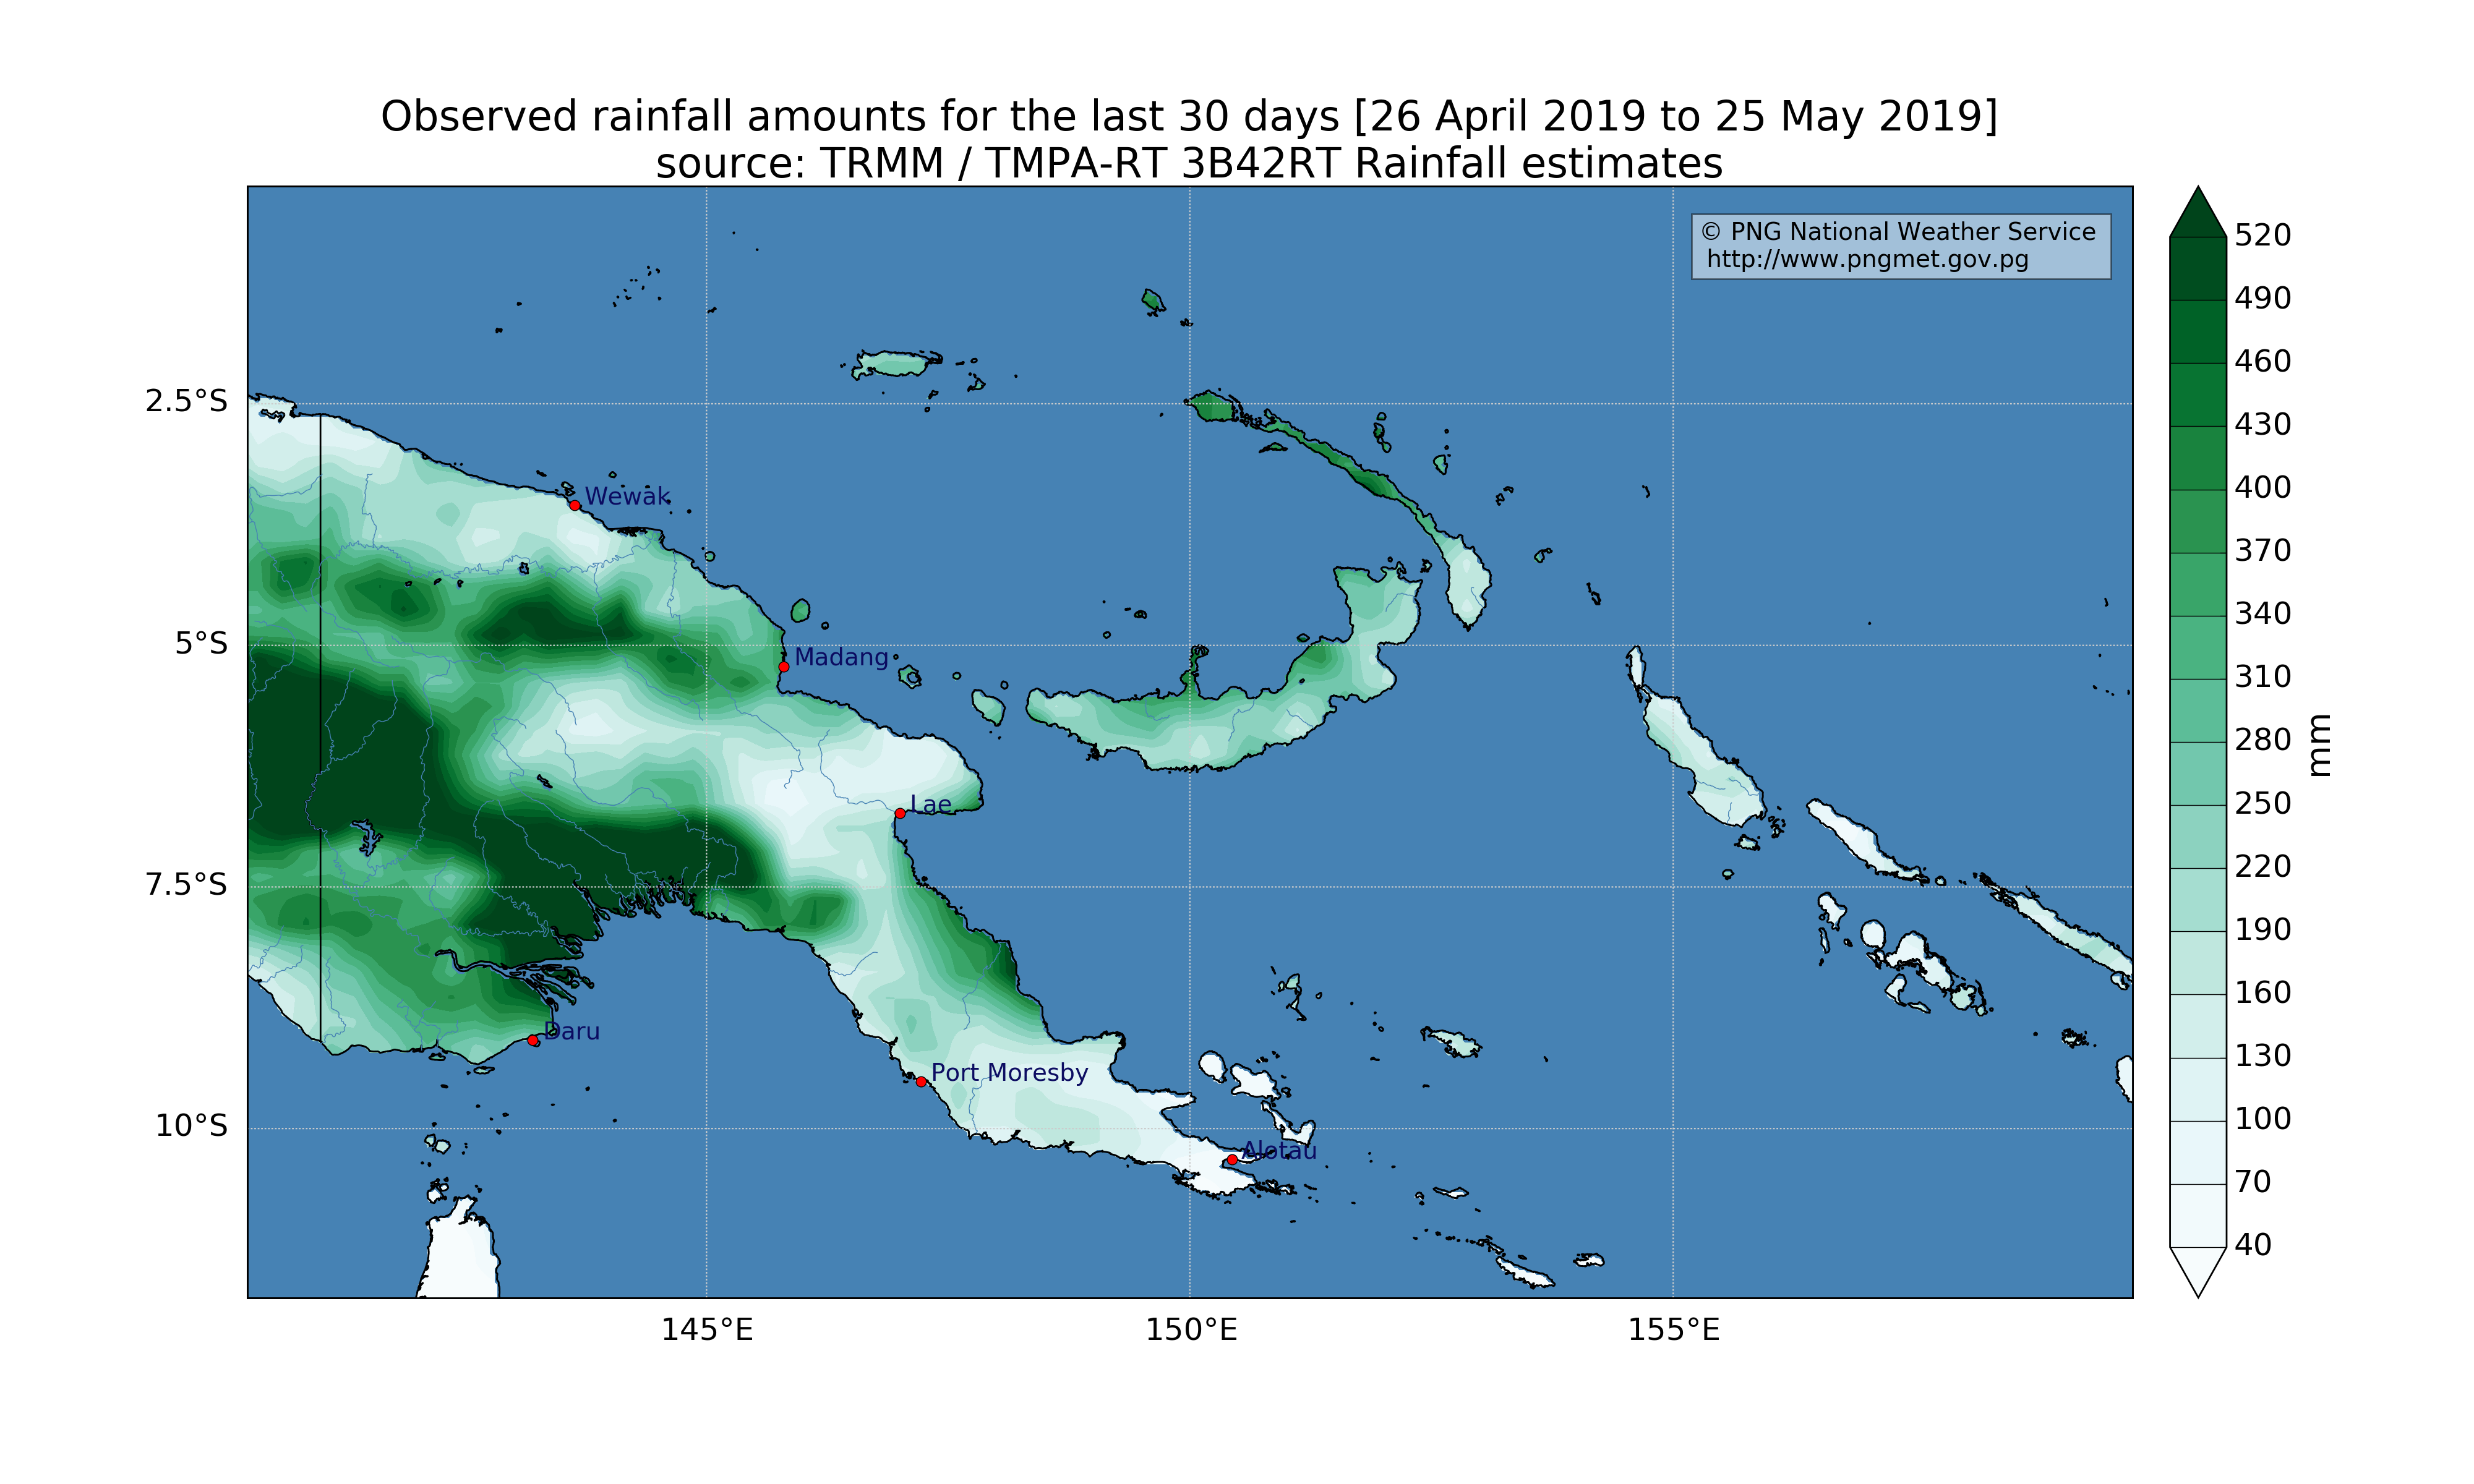 Observed rainfall amounts for the last 30 days [26 April 2019 to 25 May 2019]
source: TRMM / TMPA-RT 3B42RT Rainfall estimates
© PNG National Weather Service
http://www.pngmet.gov.pg
2.5°S
5°S
7.5°S
10°S
Wewak
Madang
Lae
Daru
Port Moresby
Alotau
145°E
150°E
155°E
520
490
460
430
400
370
340
310
280
250
220
190
160
130
100
70
40
mm